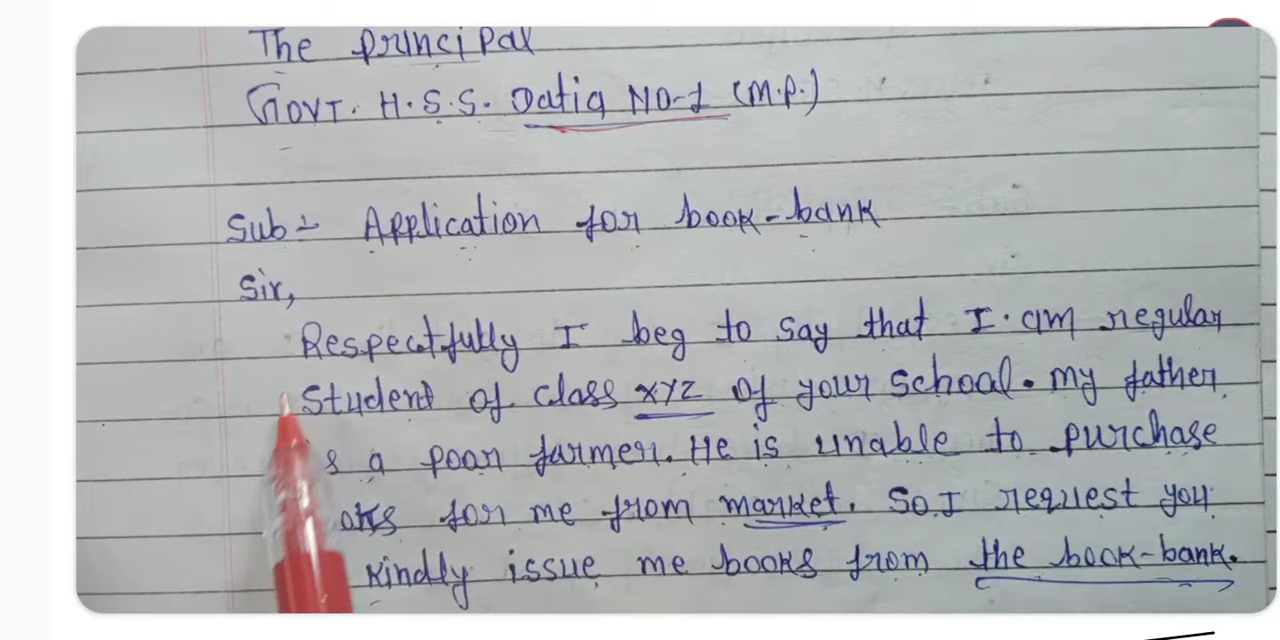 The principal
Govt. H.S.S. Datia NO-1 (M.P.)
Sub:- Application for book-bank
Sir,
Respectfully I beg to say that I am regular
Student of class XYZ of your school. my father
s a poor farmer. He is unable to purchase
oks for me from market. So I request you
kindly issue me books from the book-bank.